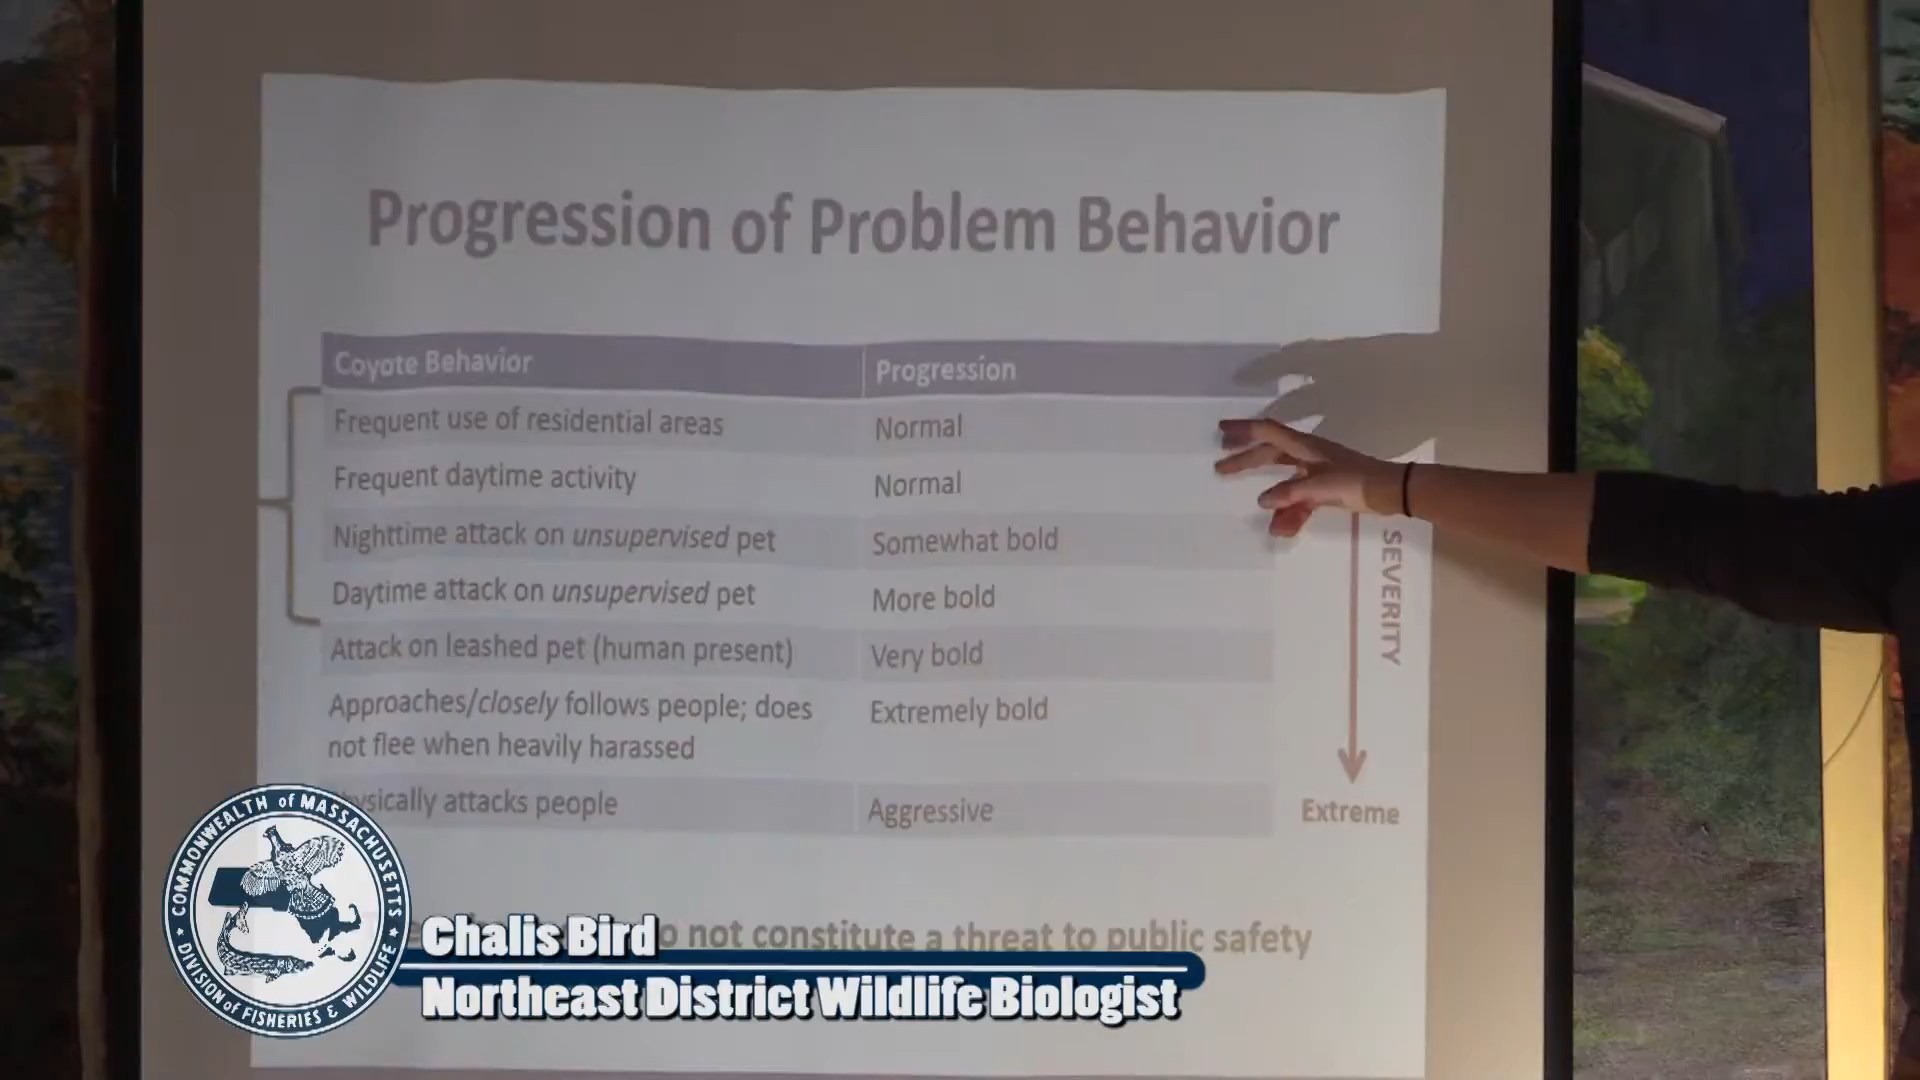 Progression of Problem Behavior
Coyote Behavior Progression
Frequent use of residential areas Normal
Frequent daytime activity Normal
Nighttime attack on unsupervised pet Somewhat bold
Daytime attack on unsupervised pet More bold
Attack on leashed pet (human present) Very bold
Approaches/closely follows people; does Extremely bold
not flee when heavily harassed
attacks people Aggressive
SEVERITY
Extreme
not constitute a threat to public safety
COMMONWEALTH of MASSACHUSETTS
DIVISION of FISHERIES & WILDLIFE
Chalis Bird
Northeast District Wildlife Biologist